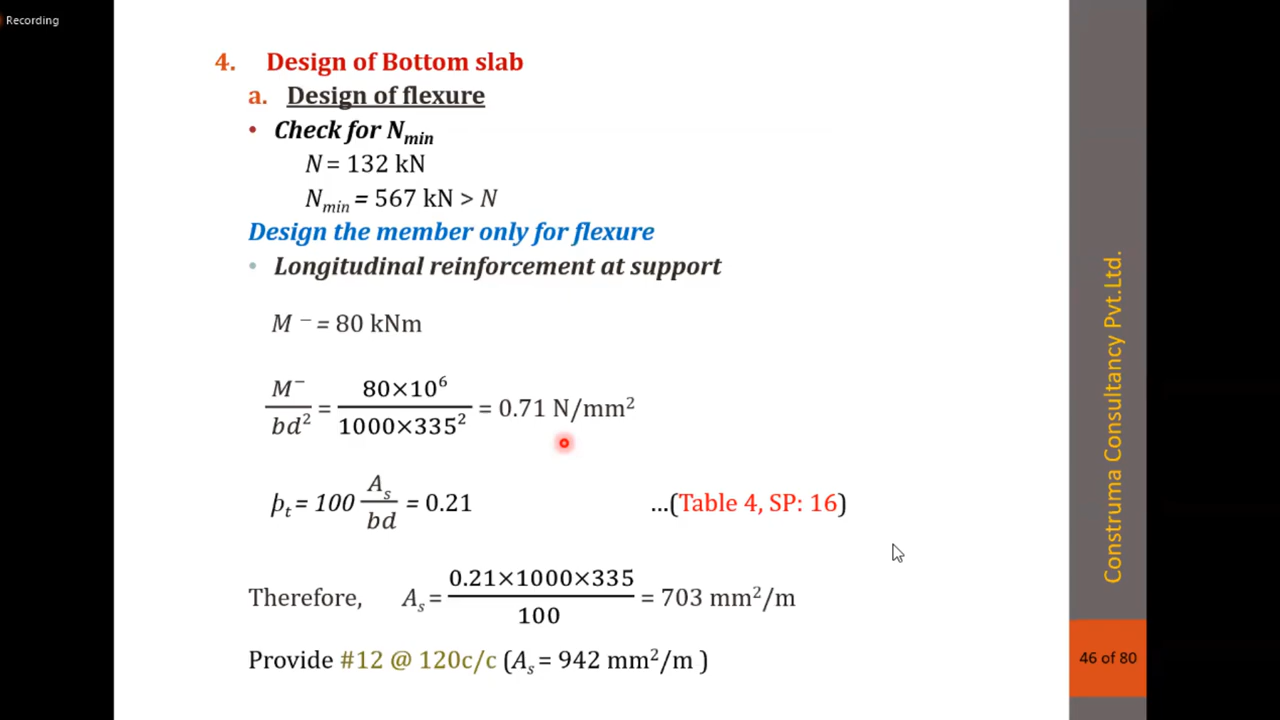 Recording
4. Design of Bottom slab
a. Design of flexure
• Check for Nmin
N = 132 kN
Nmin = 567 kN > N
Design the member only for flexure
• Longitudinal reinforcement at support
M⁻ = 80 kNm
M⁻/bd² = 80×10⁶/1000×335² = 0.71 N/mm²
þt = 100 As/bd = 0.21 ...(Table 4, SP: 16)
Therefore, As = 0.21×1000×335/100 = 703 mm²/m
Provide #12 @ 120c/c (As = 942 mm²/m )
Construma Consultancy Pvt.Ltd.
46 of 80